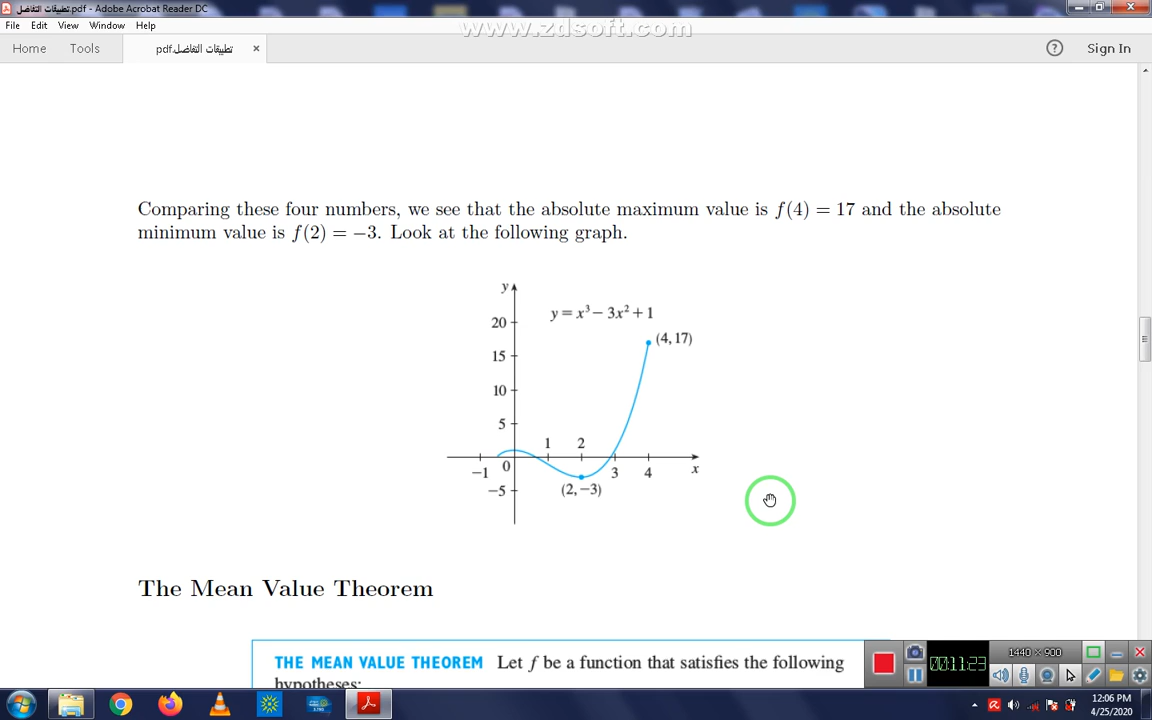 تطبيقات التفاضل.pdf - Adobe Acrobat Reader DC
www.zdsoft.com
File Edit View Window Help
Home Tools تطبيقات التفاضل.pdf × ? Sign In
Comparing these four numbers, we see that the absolute maximum value is f(4) = 17 and the absolute
minimum value is f(2) = −3. Look at the following graph.
y
y = x³ − 3x² + 1
20
(4, 17)
15
10
5
1 2
−1 0 3 4 x
−5 (2, −3)
The Mean Value Theorem
THE MEAN VALUE THEOREM Let f be a function that satisfies the following
hypotheses:
1440 × 900
00:11:23
12:06 PM
4/25/2020